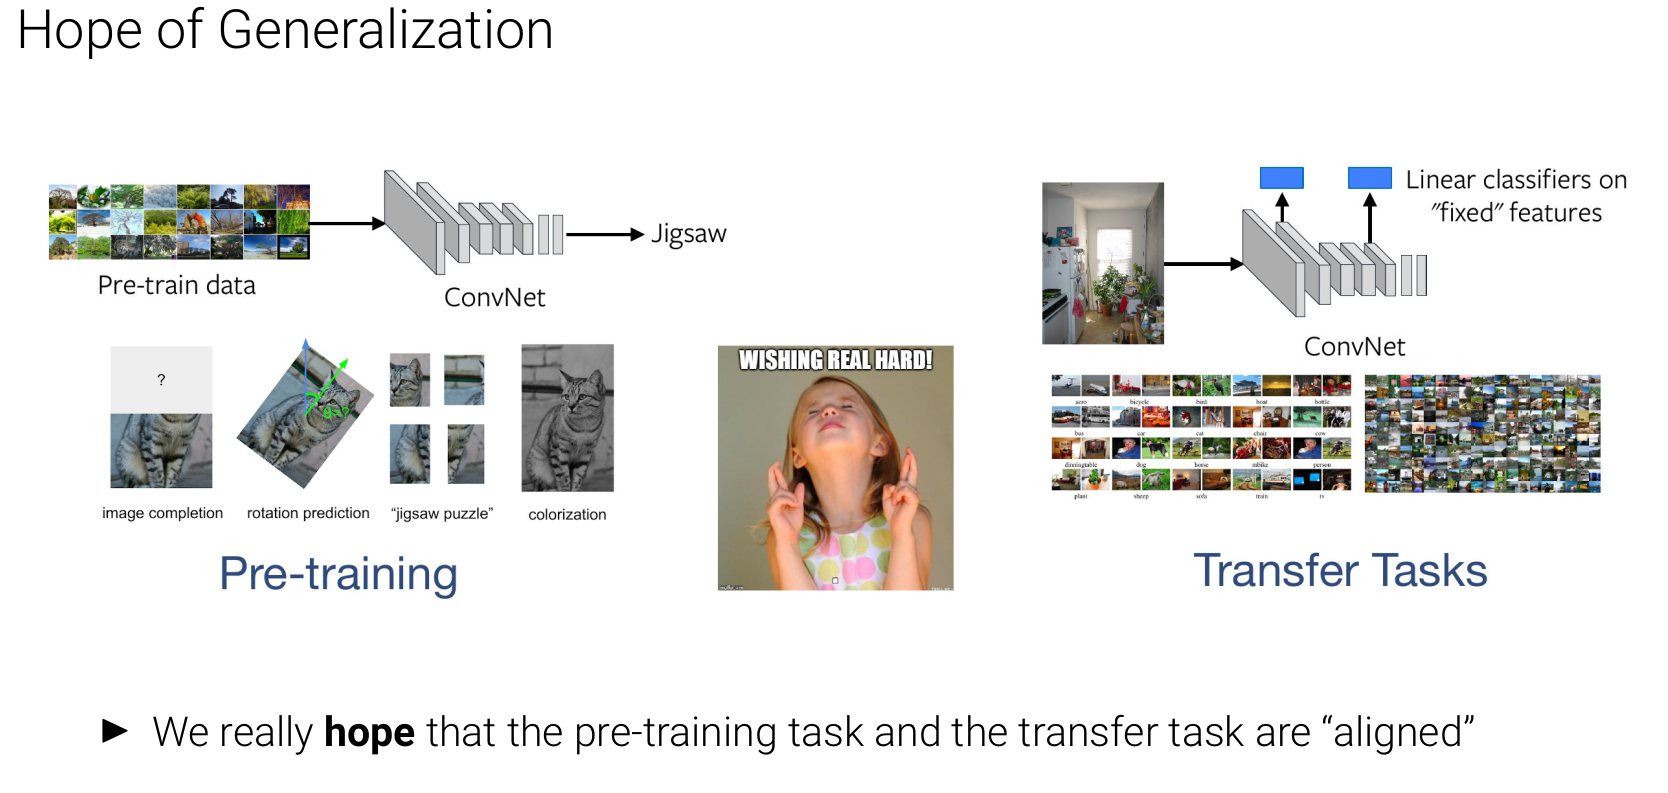 Hope of Generalization
Pre-train data
ConvNet
Jigsaw
?
image completion
rotation prediction
“jigsaw puzzle”
colorization
Pre-training
WISHING REAL HARD!
Linear classifiers on
"fixed" features
ConvNet
aero bicycle bird boat bottle
bus car cat chair cow
diningtable dog horse mbike person
plant sheep sofa train tv
Transfer Tasks
► We really hope that the pre-training task and the transfer task are “aligned”